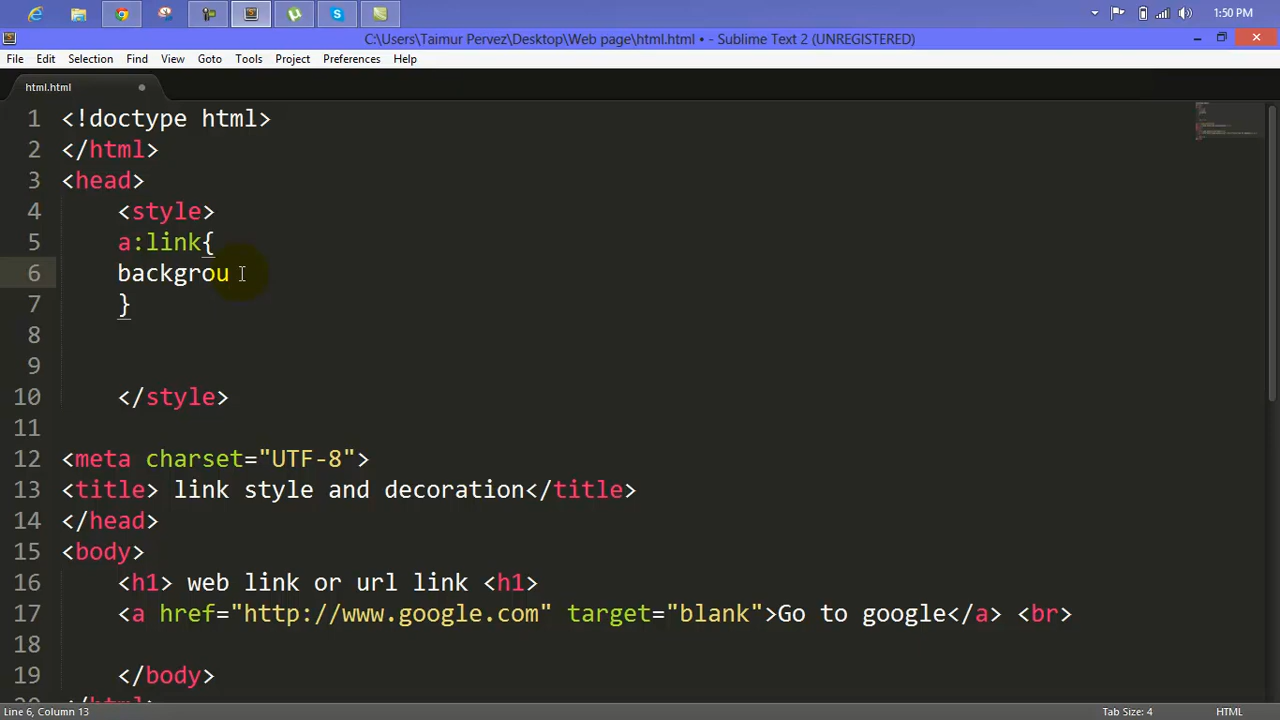 1:50 PM
C:\Users\Taimur Pervez\Desktop\Web page\html.html • - Sublime Text 2 (UNREGISTERED)
File Edit Selection Find View Goto Tools Project Preferences Help
html.html
1 <!doctype html>
2 </html>
3 <head>
4 <style>
5 a:link{
6 backgrou
7 }
8
9
10 </style>
11
12 <meta charset="UTF-8">
13 <title> link style and decoration</title>
14 </head>
15 <body>
16 <h1> web link or url link <h1>
17 <a href="http://www.google.com" target="blank">Go to google</a> <br>
18
19 </body>
20 </html>
Line 6, Column 13 Tab Size: 4 HTML